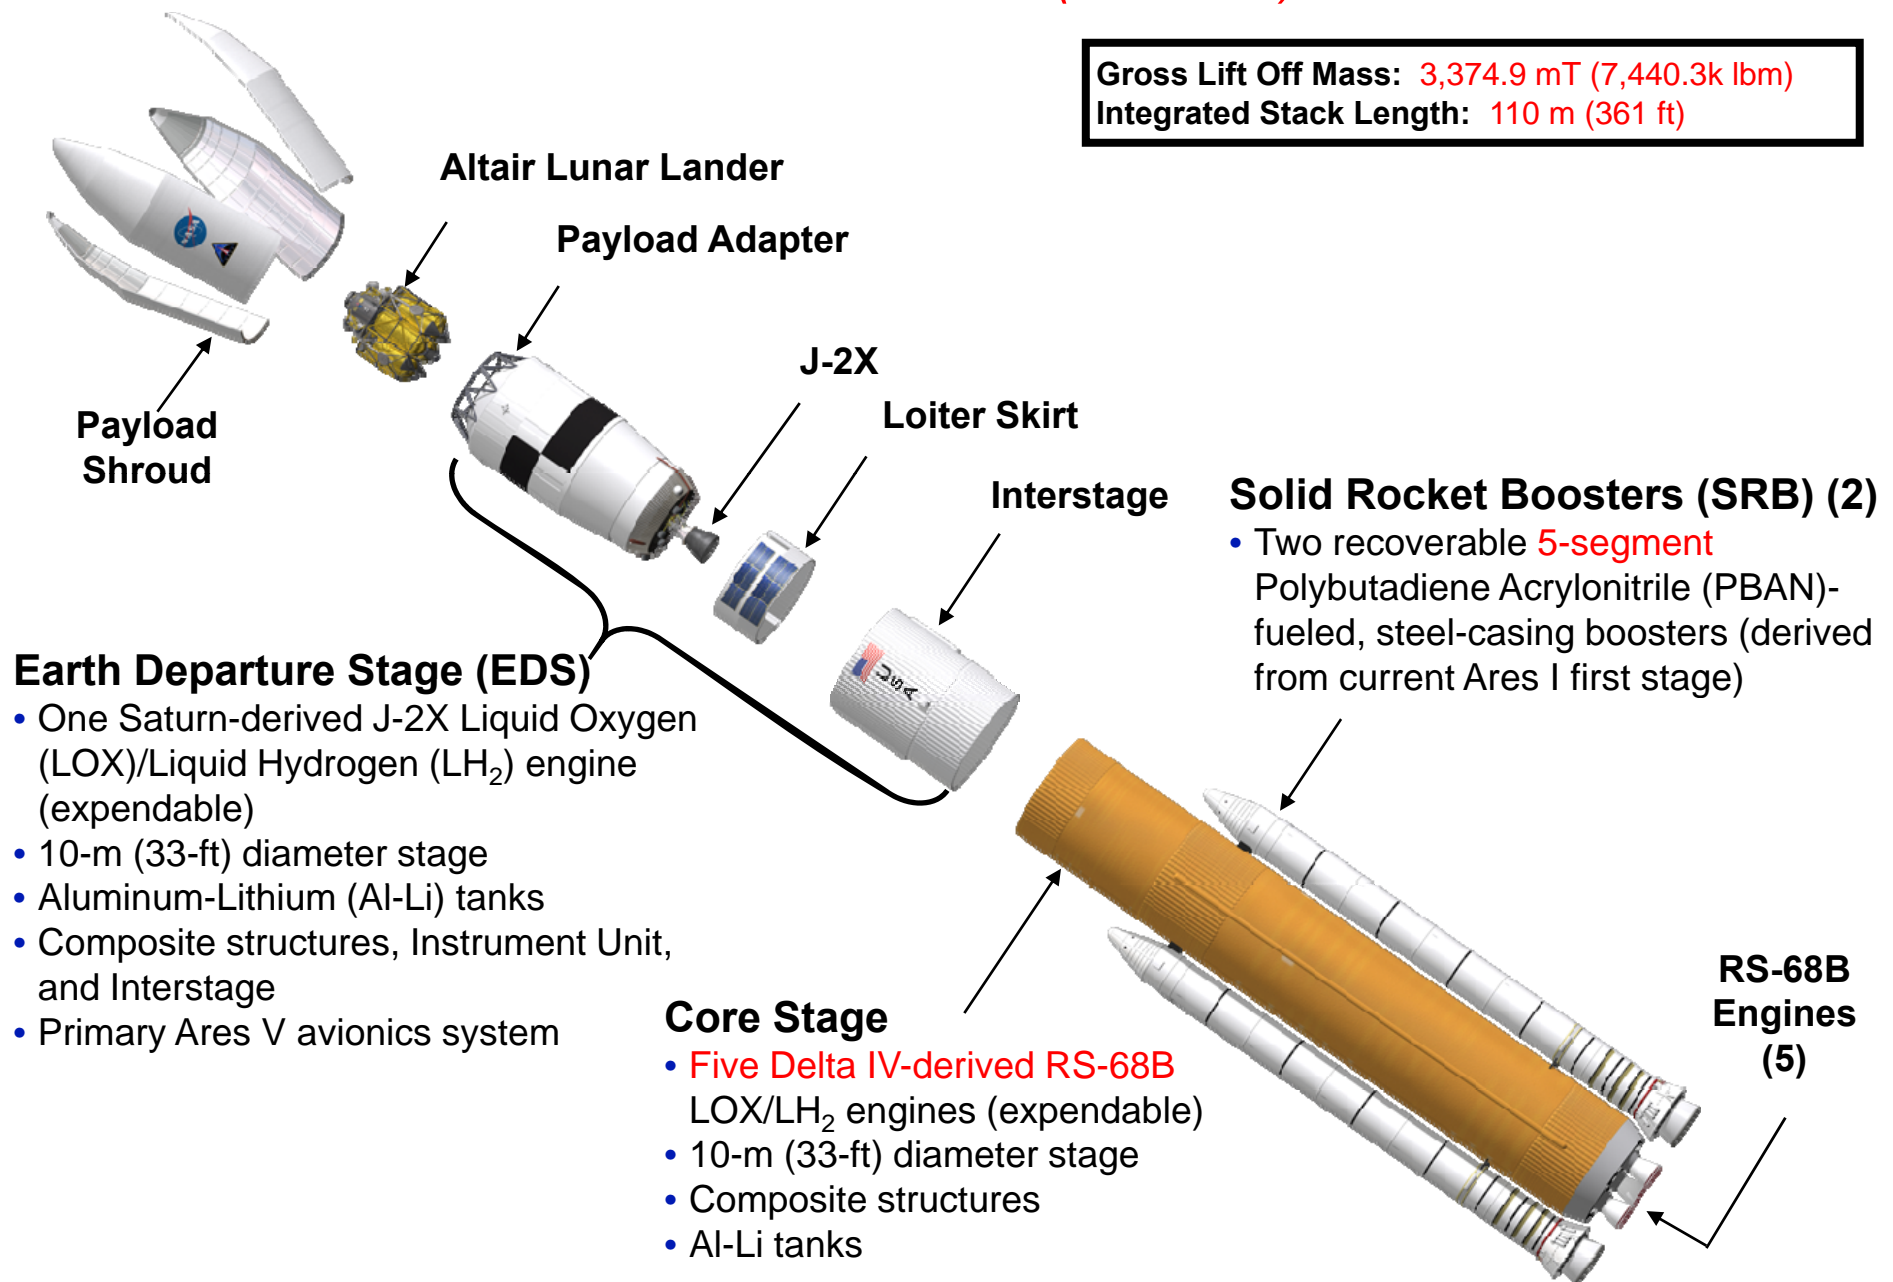 Gross Lift Off Mass: 3,374.9 mT (7,440.3k lbm)
Integrated Stack Length: 110 m (361 ft)
Altair Lunar Lander
Payload Adapter
J-2X
Loiter Skirt
Payload
Shroud
Interstage
Solid Rocket Boosters (SRB) (2)
• Two recoverable 5-segment
Polybutadiene Acrylonitrile (PBAN)-
fueled, steel-casing boosters (derived
from current Ares I first stage)
Earth Departure Stage (EDS)
• One Saturn-derived J-2X Liquid Oxygen
(LOX)/Liquid Hydrogen (LH₂) engine
(expendable)
• 10-m (33-ft) diameter stage
• Aluminum-Lithium (Al-Li) tanks
• Composite structures, Instrument Unit,
and Interstage
• Primary Ares V avionics system
USA
NASA
Core Stage
• Five Delta IV-derived RS-68B
LOX/LH₂ engines (expendable)
• 10-m (33-ft) diameter stage
• Composite structures
• Al-Li tanks
RS-68B
Engines
(5)